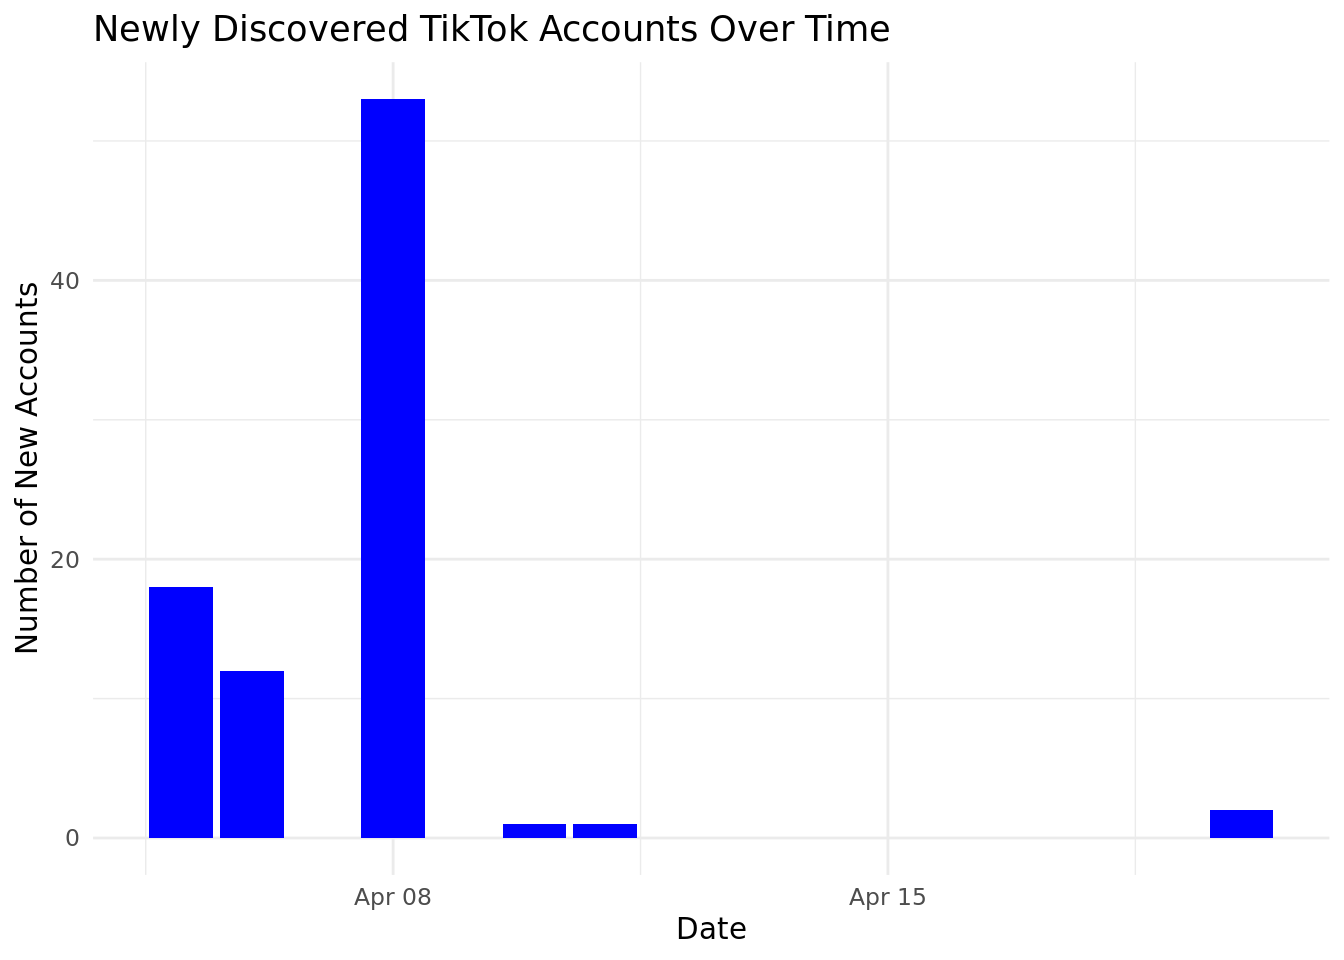 Newly Discovered TikTok Accounts Over Time
Number of New Accounts
40
20
0
Apr 08
Apr 15
Date